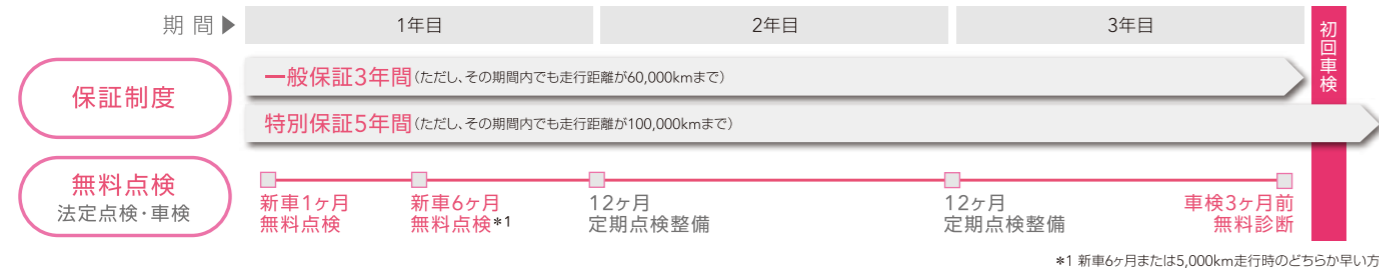 期間▶
1年目
2年目
3年目
初回車検
保証制度
一般保証3年間(ただし、その期間内でも走行距離が60,000kmまで)
特別保証5年間(ただし、その期間内でも走行距離が100,000kmまで)
無料点検
法定点検・車検
新車1ヶ月
無料点検
新車6ヶ月
無料点検*1
12ヶ月
定期点検整備
12ヶ月
定期点検整備
車検3ヶ月前
無料診断
*1 新車6ヶ月または5,000km走行時のどちらか早い方